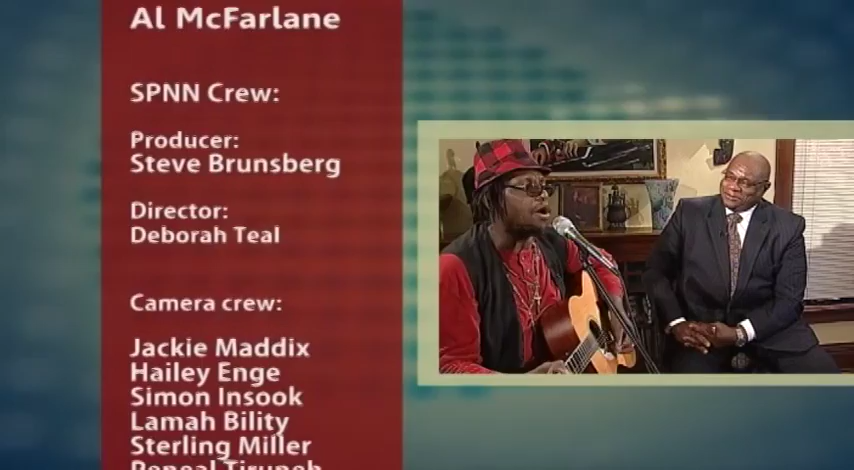 Al McFarlane
SPNN Crew:
Producer:
Steve Brunsberg
Director:
Deborah Teal
Camera crew:
Jackie Maddix
Hailey Enge
Simon Insook
Lamah Bility
Sterling Miller